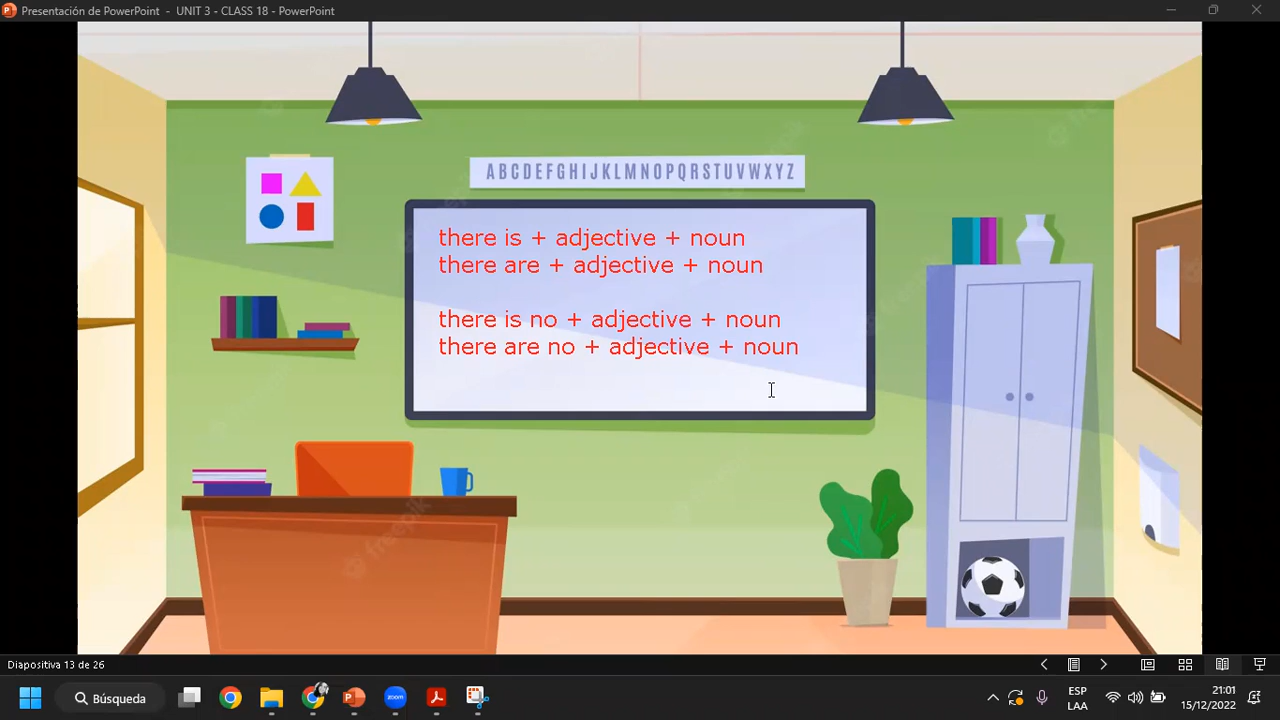 Presentación de PowerPoint - UNIT 3 - CLASS 18 - PowerPoint
ABCDEFGHIJKLMNOPQRSTUVWXYZ
there is + adjective + noun
there are + adjective + noun
there is no + adjective + noun
there are no + adjective + noun
freepik
Diapositiva 13 de 26
Búsqueda
zoom
ESP
LAA
21:01
15/12/2022